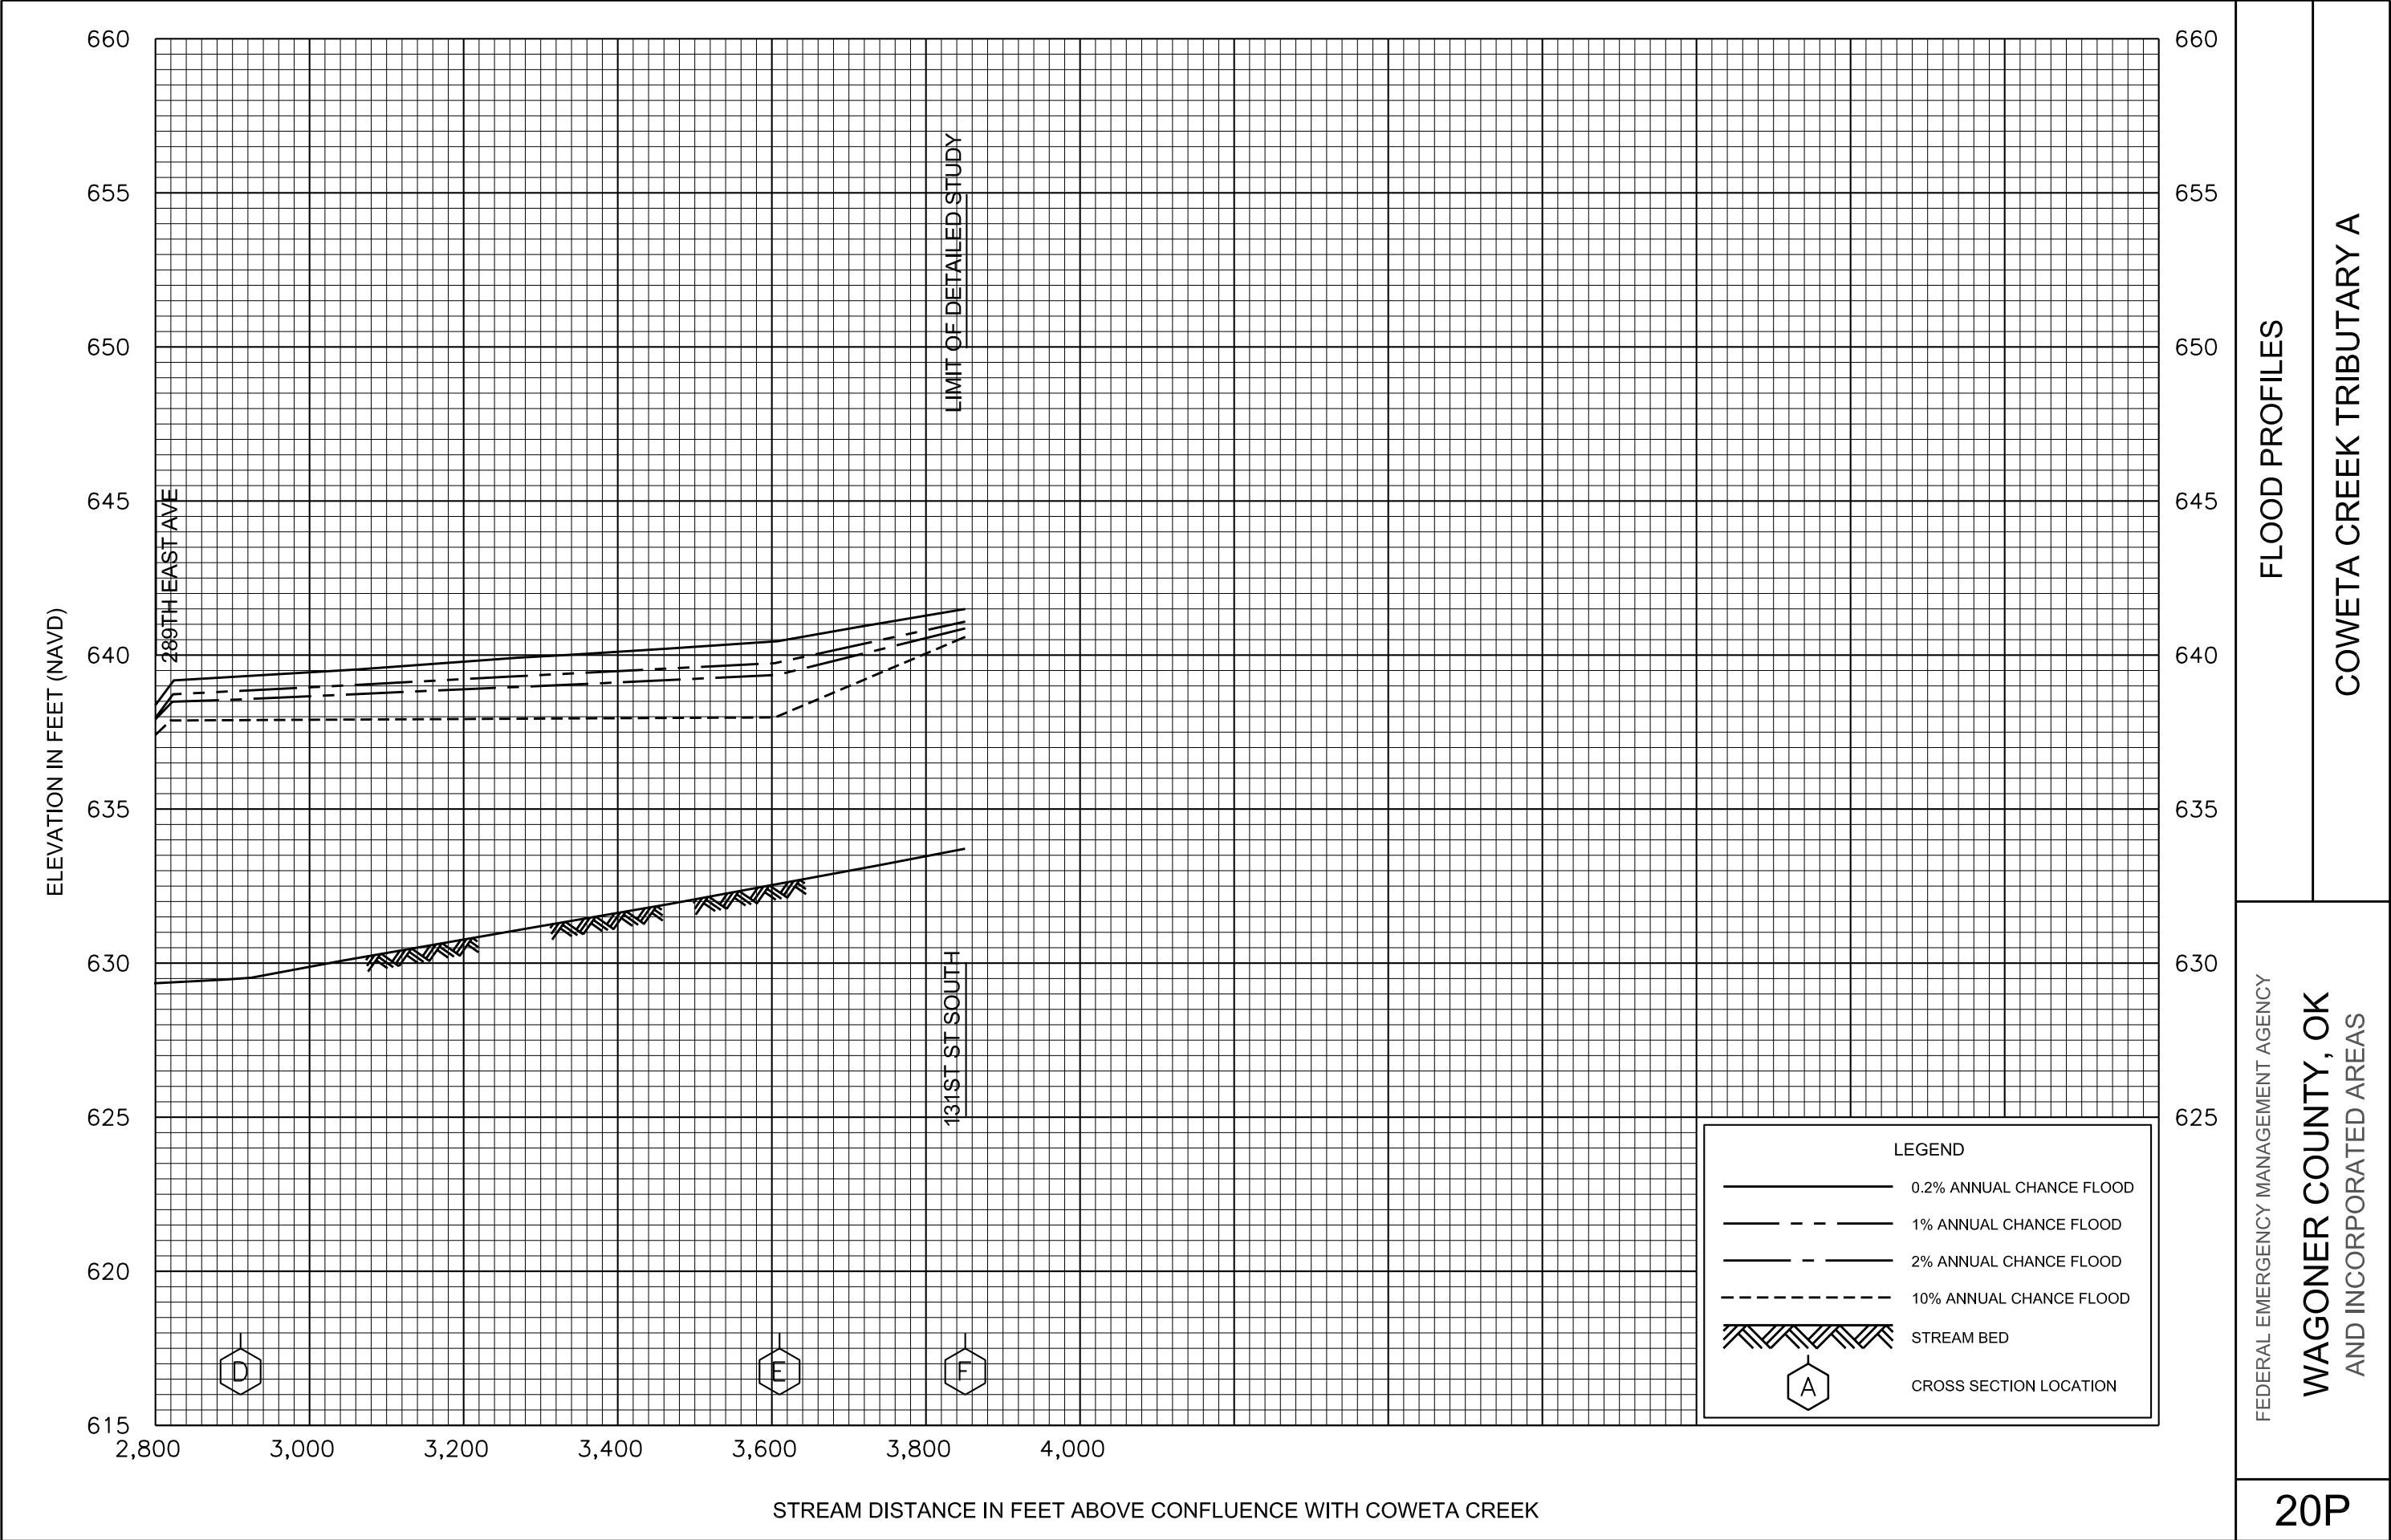 660
655
650
645
640
635
630
625
620
615
ELEVATION IN FEET (NAVD)
2,800
3,000
3,200
3,400
3,600
3,800
4,000
STREAM DISTANCE IN FEET ABOVE CONFLUENCE WITH COWETA CREEK
289TH EAST AVE
LIMIT OF DETAILED STUDY
131ST ST SOUTH
D
E
F
660
655
650
645
640
635
630
625
LEGEND
0.2% ANNUAL CHANCE FLOOD
1% ANNUAL CHANCE FLOOD
2% ANNUAL CHANCE FLOOD
10% ANNUAL CHANCE FLOOD
STREAM BED
A
CROSS SECTION LOCATION
FLOOD PROFILES
COWETA CREEK TRIBUTARY A
FEDERAL EMERGENCY MANAGEMENT AGENCY
WAGONER COUNTY, OK
AND INCORPORATED AREAS
20P